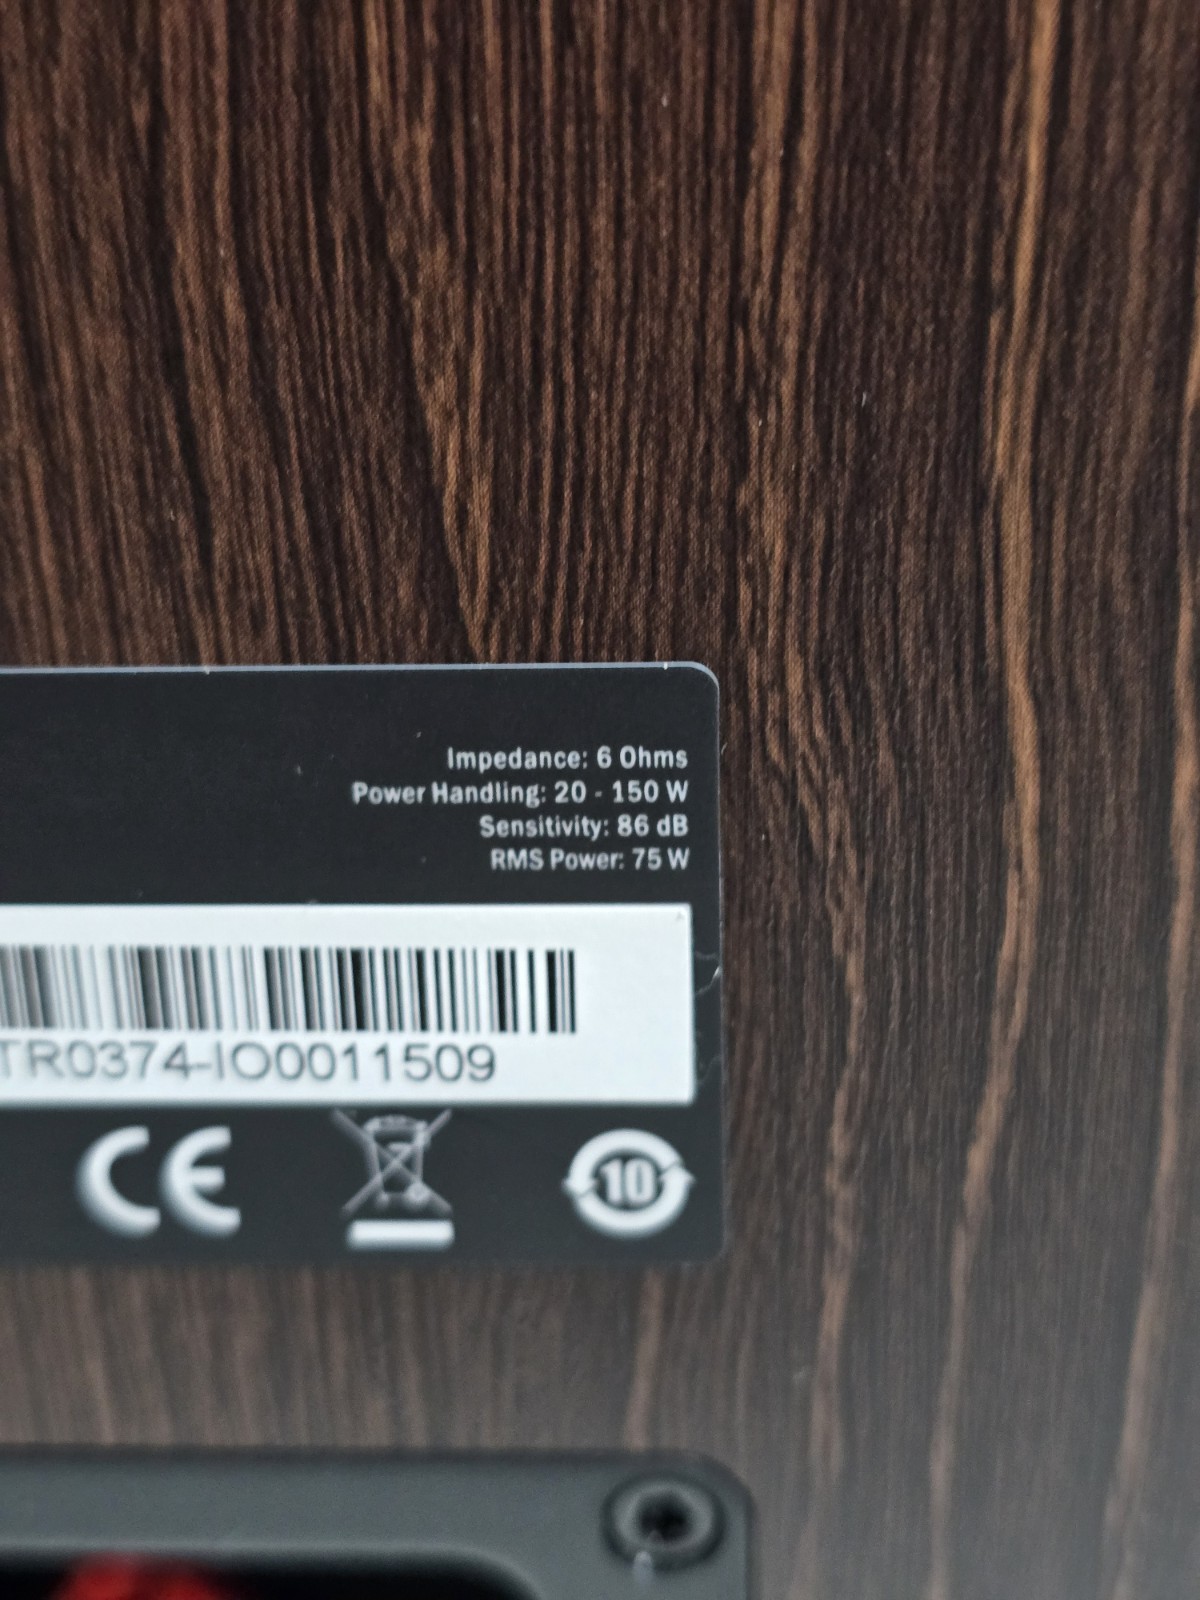 Impedance: 6 Ohms
Power Handling: 20 - 150 W
Sensitivity: 86 dB
RMS Power: 75 W
TR0374-IO0011509
CE
10